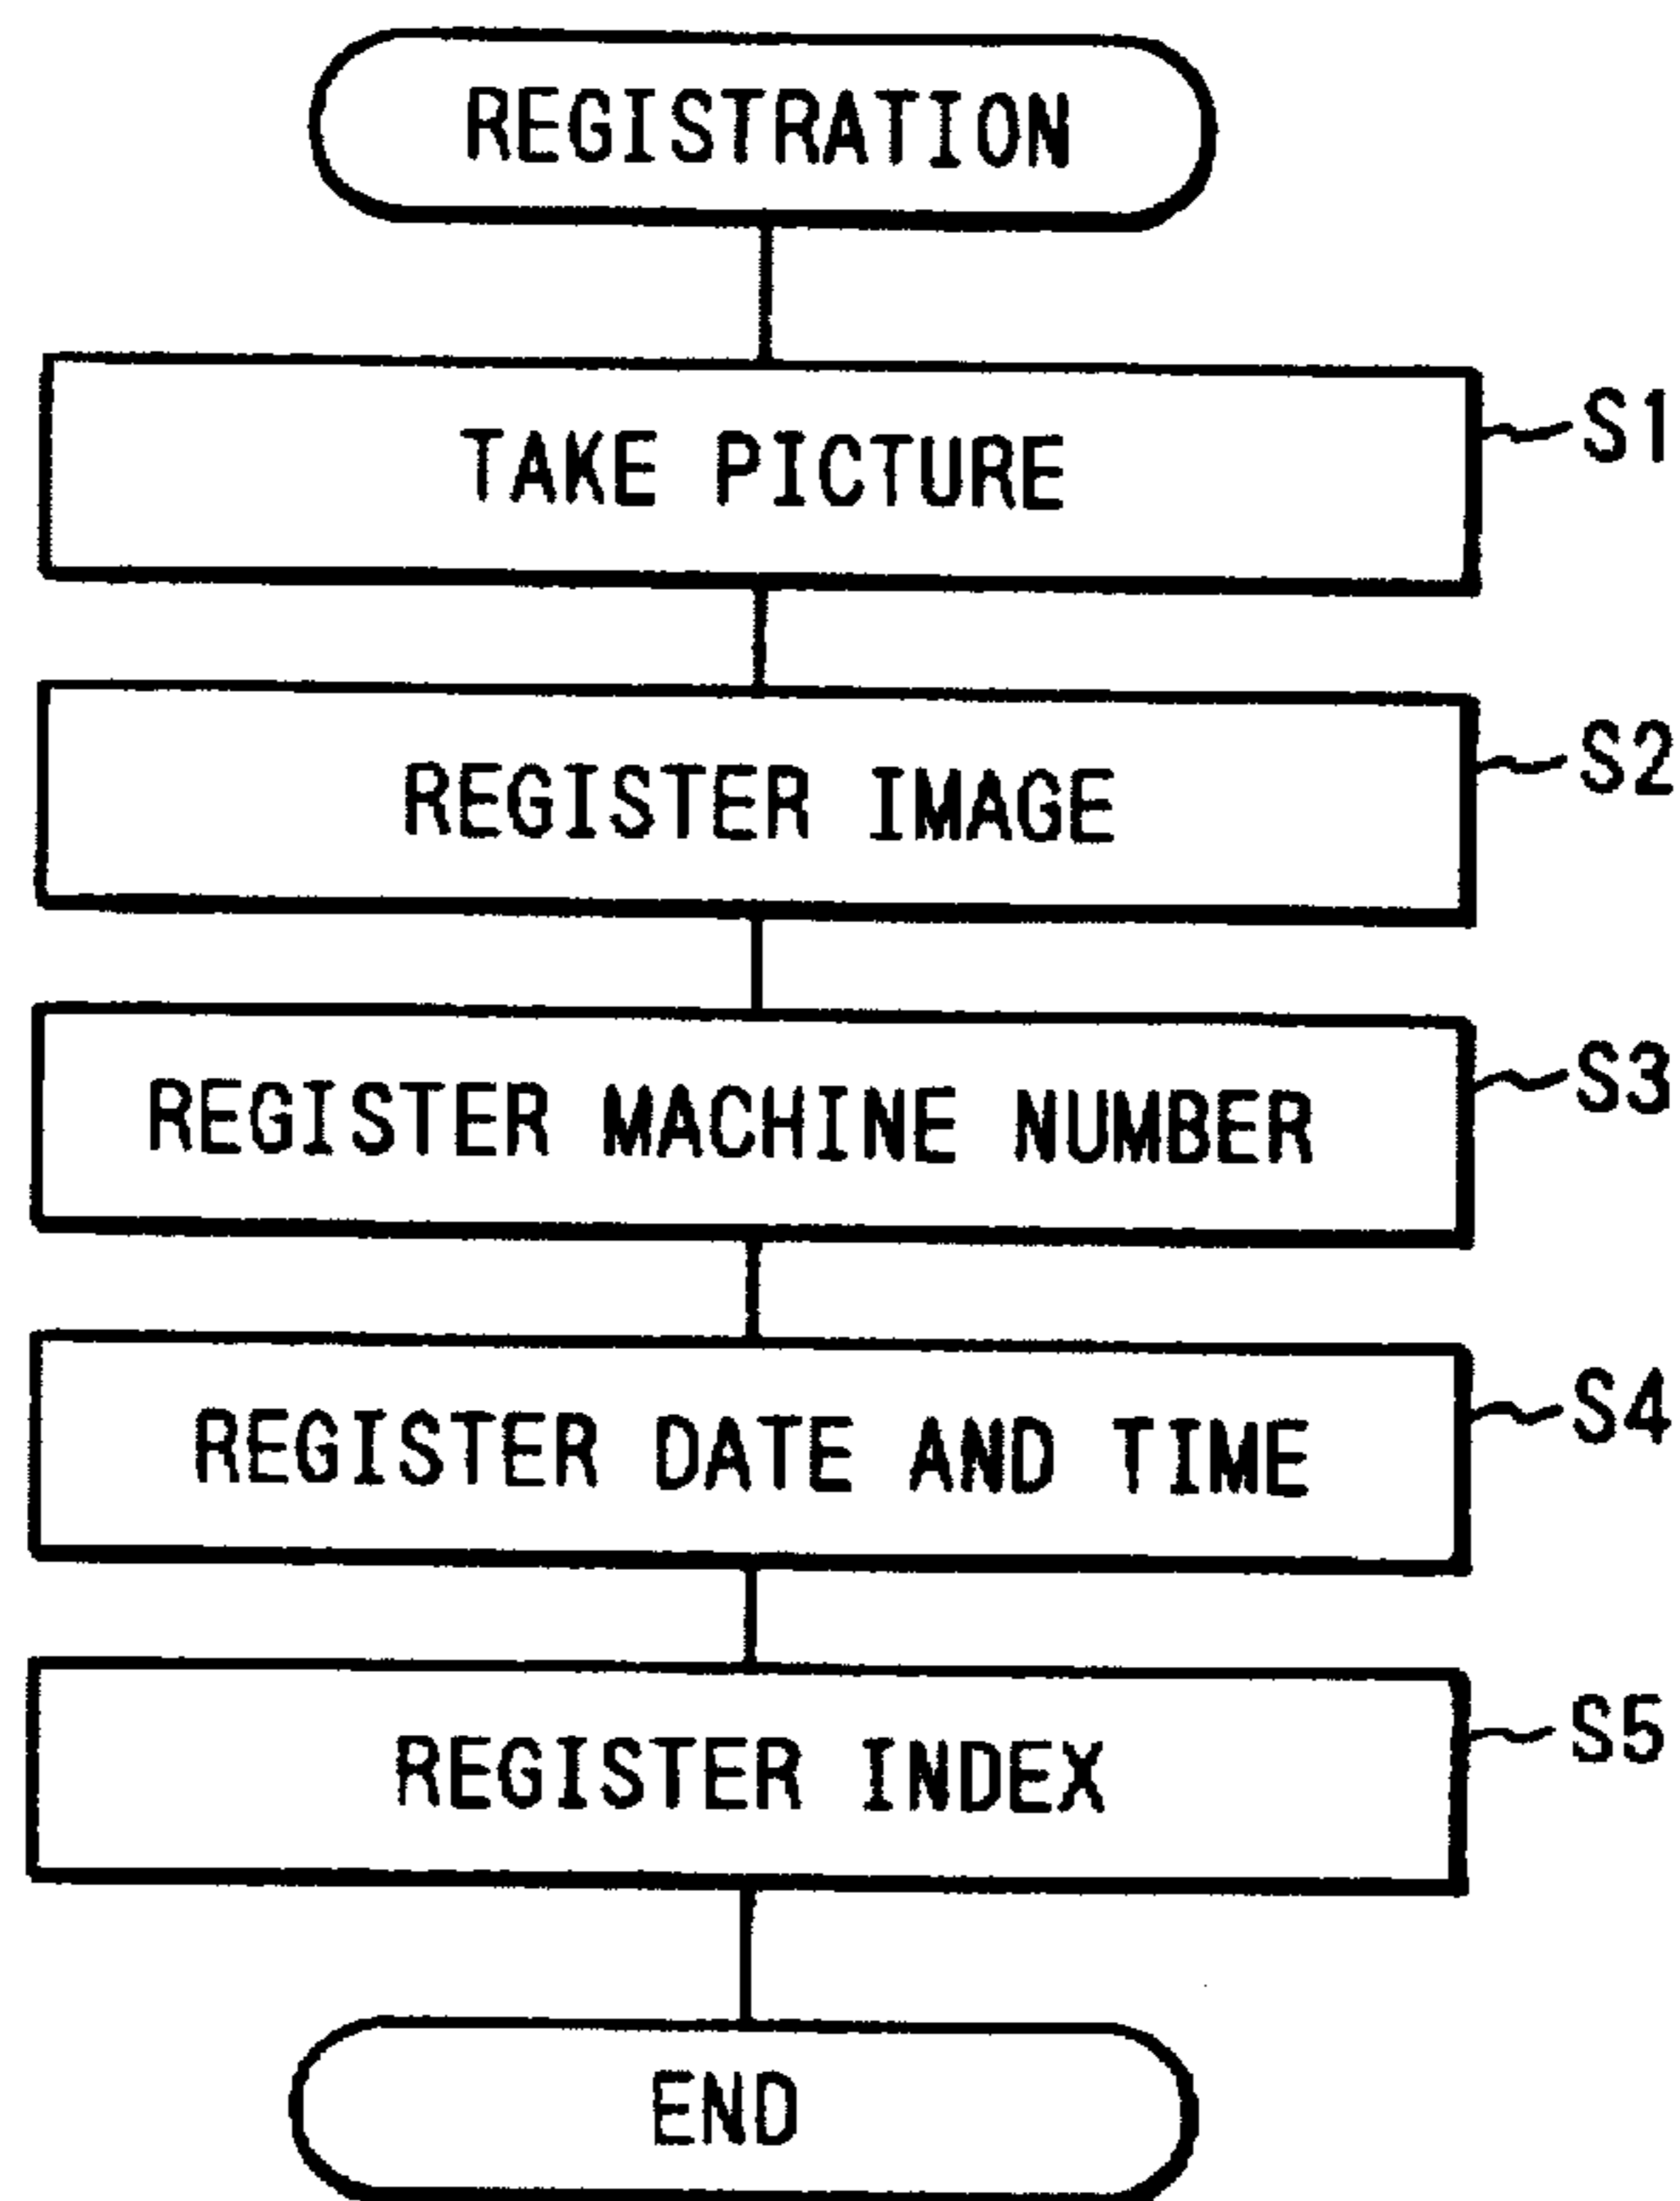 REGISTRATION
TAKE PICTURE
S1
REGISTER IMAGE
S2
REGISTER MACHINE NUMBER
S3
REGISTER DATE AND TIME
S4
REGISTER INDEX
S5
END